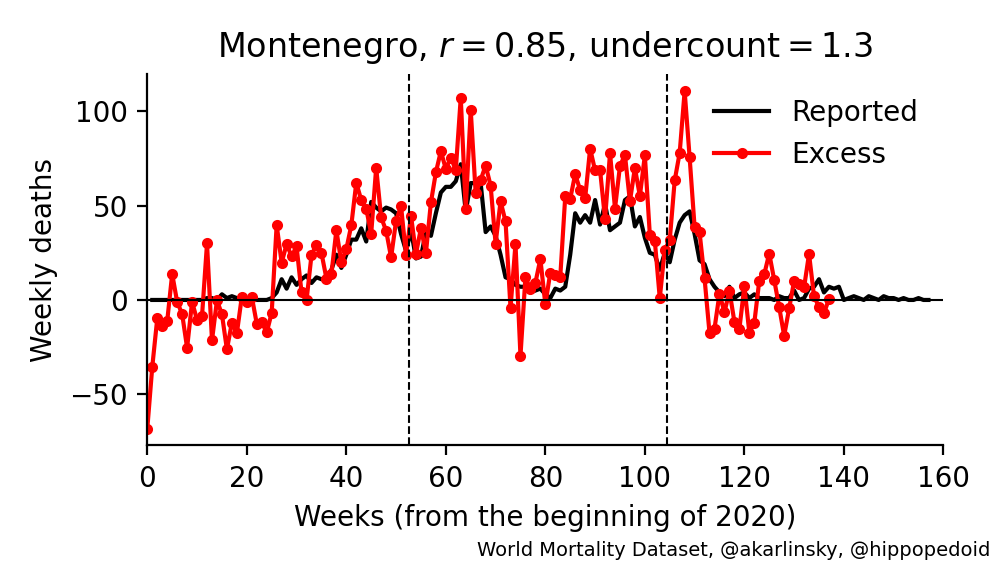 Montenegro, r = 0.85, undercount = 1.3
Reported
Excess
100
50
0
−50
Weekly deaths
0 20 40 60 80 100 120 140 160
Weeks (from the beginning of 2020)
World Mortality Dataset, @akarlinsky, @hippopedoid